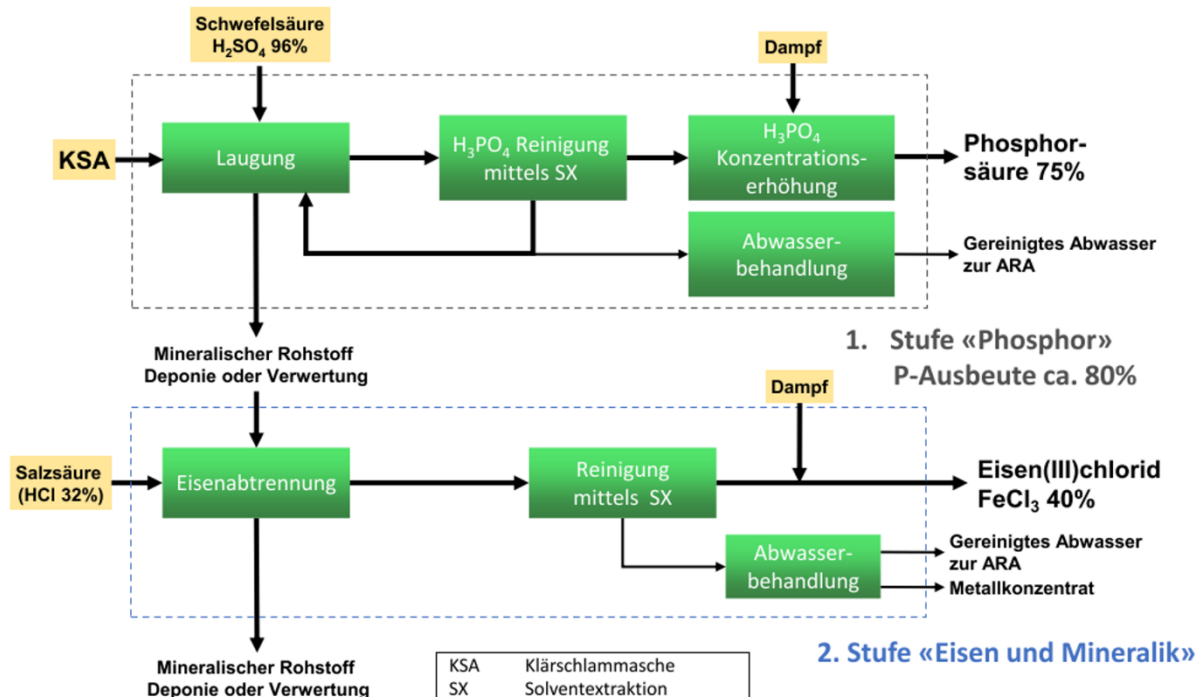 Schwefelsäure
H₂SO₄ 96%
Dampf
KSA
Laugung
H₃PO₄ Reinigung
mittels SX
H₃PO₄
Konzentrations-
erhöhung
Phosphor-
säure 75%
Abwasser-
behandlung
Gereinigtes Abwasser
zur ARA
Mineralischer Rohstoff
Deponie oder Verwertung
1. Stufe «Phosphor»
P-Ausbeute ca. 80%
Dampf
Salzsäure
(HCl 32%)
Eisenabtrennung
Reinigung
mittels SX
Eisen(III)chlorid
FeCl₃ 40%
Abwasser-
behandlung
Gereinigtes Abwasser
zur ARA
Metallkonzentrat
2. Stufe «Eisen und Mineralik»
Mineralischer Rohstoff
Deponie oder Verwertung
KSA Klärschlammasche
SX Solventextraktion